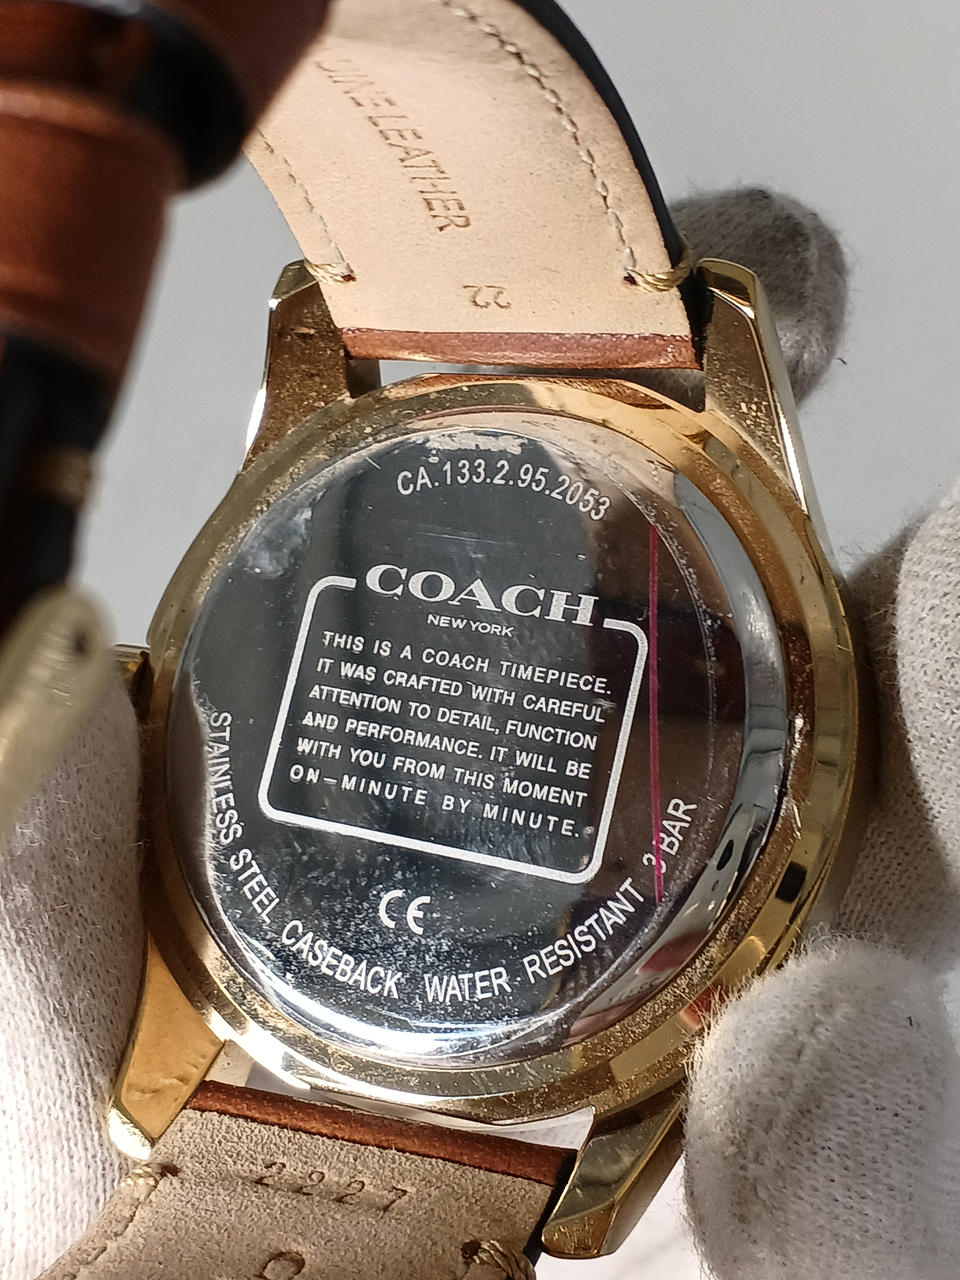 LEATHER
22
CA.133.2.95.2053
COACH
NEW YORK
THIS IS A COACH TIMEPIECE.
IT WAS CRAFTED WITH CAREFUL
ATTENTION TO DETAIL, FUNCTION
AND PERFORMANCE. IT WILL BE
WITH YOU FROM THIS MOMENT
ON–MINUTE BY MINUTE.
CE
STAINLESS STEEL CASEBACK WATER RESISTANT 3 BAR
2227